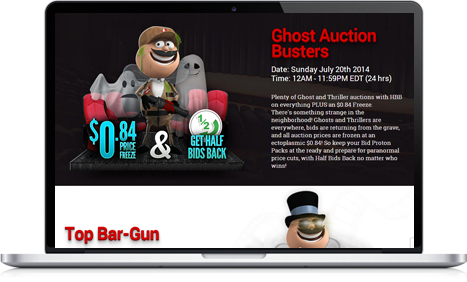 Ghost Auction
Busters
Date: Sunday July 20th 2014
Time: 12AM - 11:59PM EDT (24 hrs)
Plenty of Ghost and Thriller auctions with HBB
on everything PLUS an $0.84 Freeze.
There's something strange in the
neighborhood! Ghosts and Thrillers are
everywhere, bids are returning from the grave,
and all auction prices are frozen at an
ectoplasmic $0.84! So keep your Bid Proton
Packs at the ready and prepare for paranormal
price cuts, with Half Bids Back no matter who
wins!
$0.84
PRICE
FREEZE
&
1/2
GET HALF
BIDS BACK
Top Bar-Gun